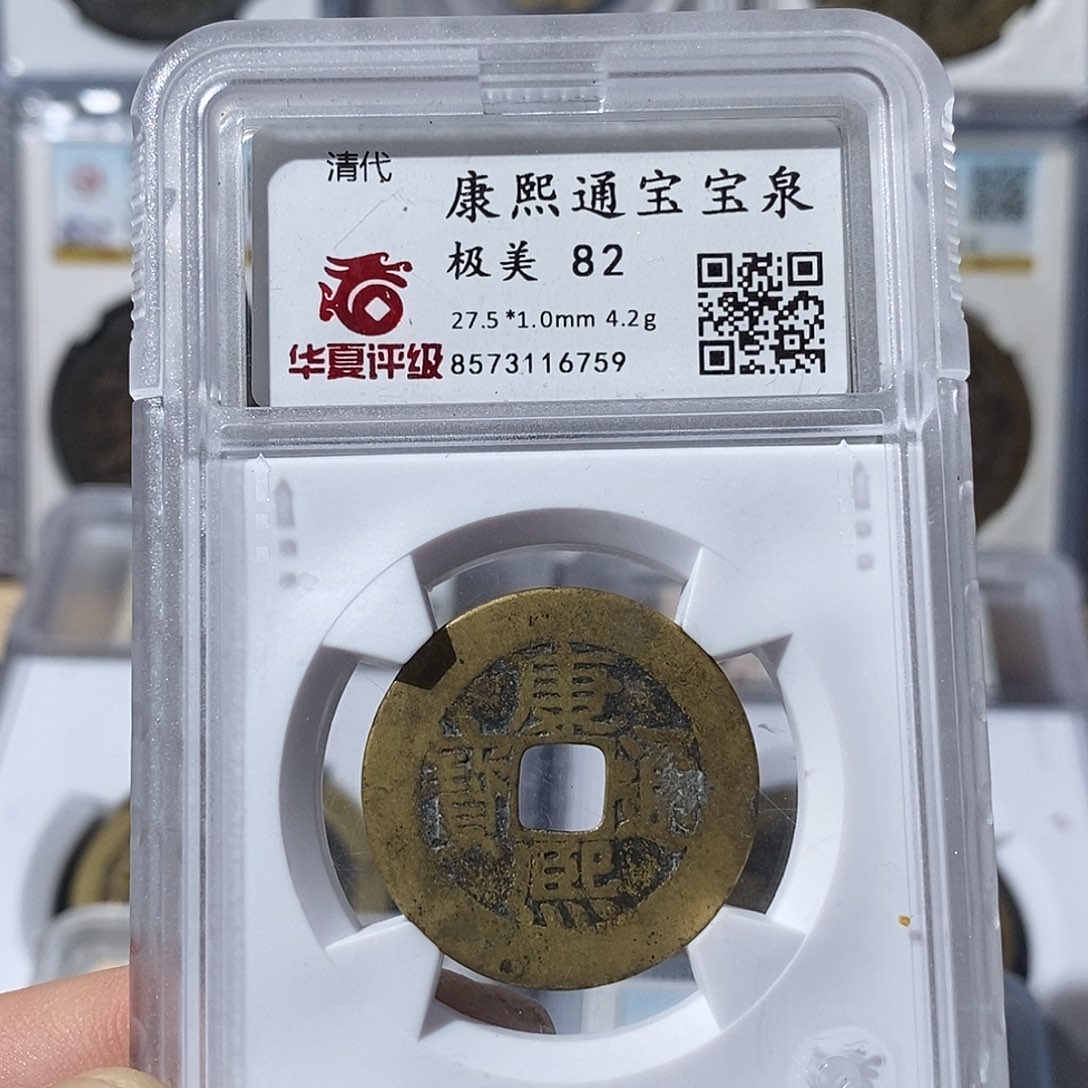 清代
康熙通宝宝泉
极美 82
27.5*1.0mm 4.2g
华夏评级
8573116759
康熙通寳